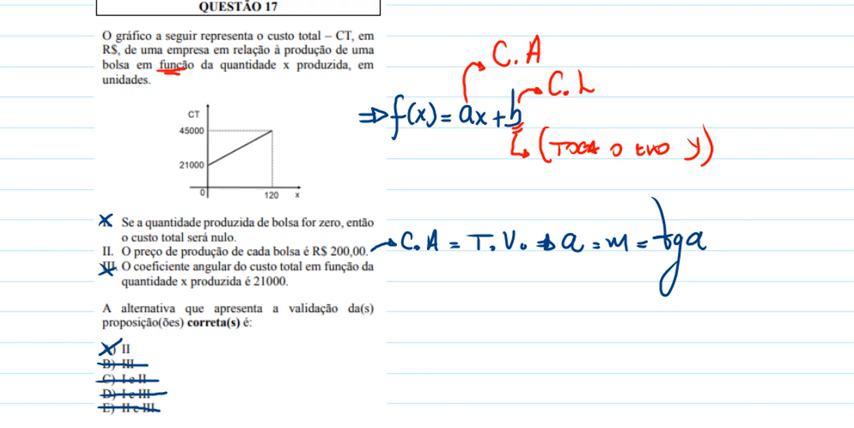 QUESTÃO 17
O gráfico a seguir representa o custo total – CT, em
R$, de uma empresa em relação à produção de uma
bolsa em função da quantidade x produzida, em
unidades.
CT
45000
21000
0
120
x
C.A
C.L
⇒ f(x) = ax + b
(TOCA O EIXO y)
Se a quantidade produzida de bolsa for zero, então
o custo total será nulo.
II. O preço de produção de cada bolsa é R$ 200,00.
III. O coeficiente angular do custo total em função da
quantidade x produzida é 21000.
C.A = T.V. ⇒ a = m = tga
A alternativa que apresenta a validação da(s)
proposição(ões) correta(s) é:
A) II
B) III
C) I e II
D) I e III
E) II e III